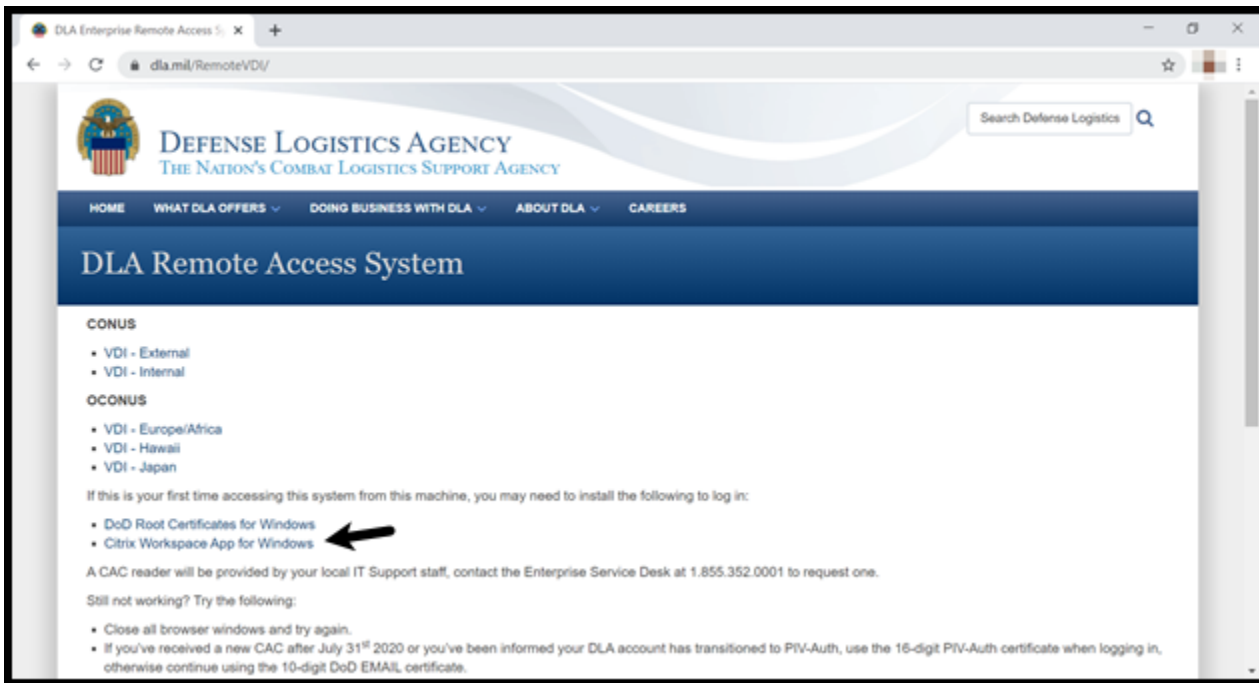 DLA Enterprise Remote Access Sy
dla.mil/RemoteVDI/
DEFENSE LOGISTICS AGENCY
THE NATION'S COMBAT LOGISTICS SUPPORT AGENCY
Search Defense Logistics
HOME WHAT DLA OFFERS DOING BUSINESS WITH DLA ABOUT DLA CAREERS
DLA Remote Access System
CONUS
• VDI - External
• VDI - Internal
OCONUS
• VDI - Europe/Africa
• VDI - Hawaii
• VDI - Japan
If this is your first time accessing this system from this machine, you may need to install the following to log in:
• DoD Root Certificates for Windows
• Citrix Workspace App for Windows
A CAC reader will be provided by your local IT Support staff, contact the Enterprise Service Desk at 1.855.352.0001 to request one.
Still not working? Try the following:
• Close all browser windows and try again.
• If you've received a new CAC after July 31st 2020 or you've been informed your DLA account has transitioned to PIV-Auth, use the 16-digit PIV-Auth certificate when logging in,
otherwise continue using the 10-digit DoD EMAIL certificate.